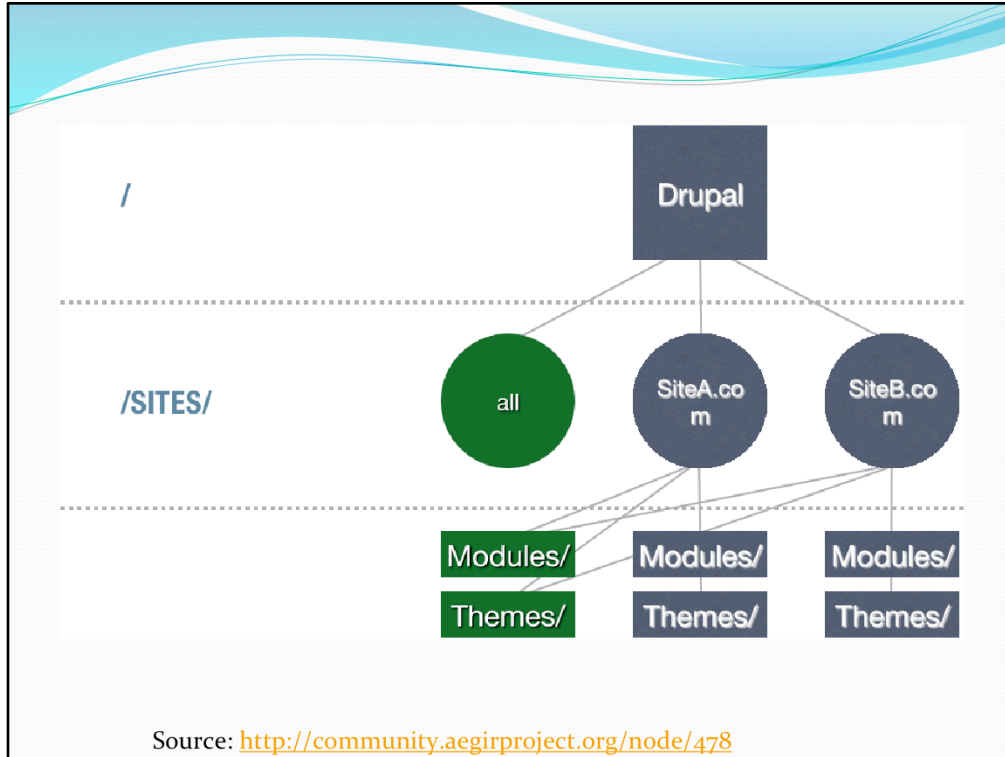 /
Drupal
/SITES/
all
SiteA.co
m
SiteB.co
m
Modules/
Modules/
Modules/
Themes/
Themes/
Themes/
Source: http://community.aegirproject.org/node/478